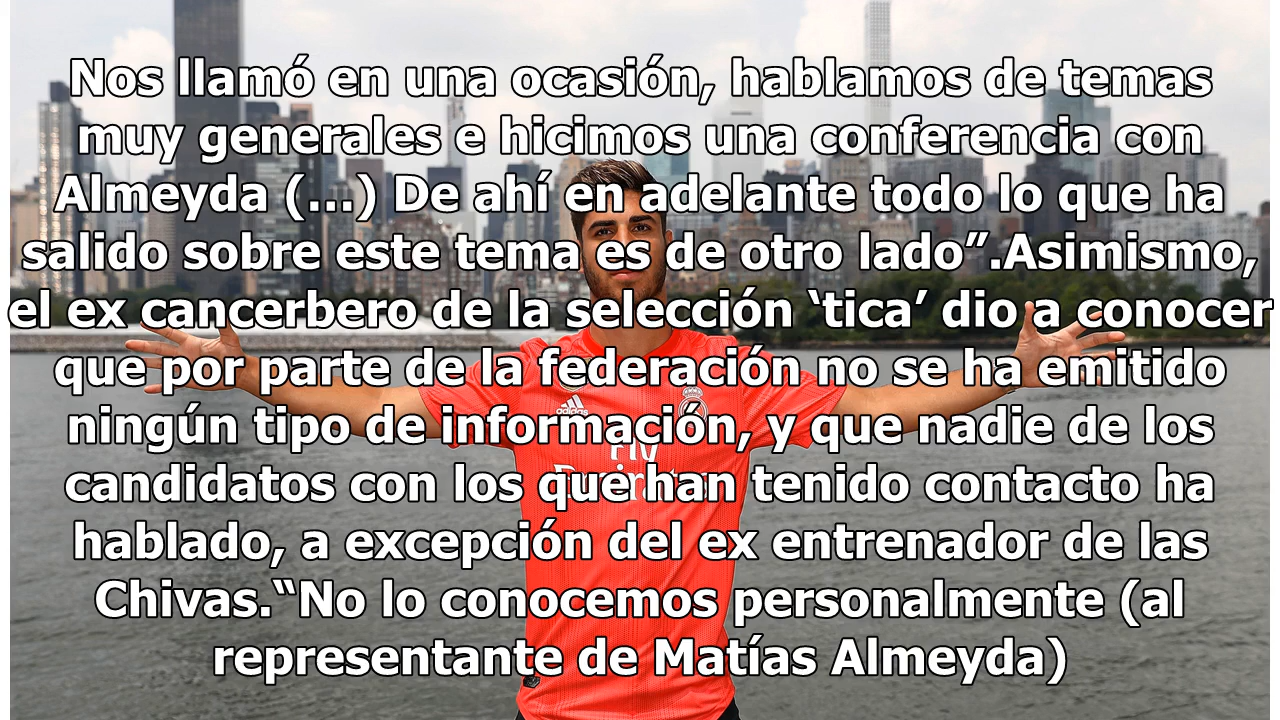 Nos llamó en una ocasión, hablamos de temas
muy generales e hicimos una conferencia con
Almeyda (...) De ahí en adelante todo lo que ha
salido sobre este tema es de otro lado”.Asimismo,
el ex cancerbero de la selección ‘tica’ dio a conocer
que por parte de la federación no se ha emitido
ningún tipo de información, y que nadie de los
candidatos con los que han tenido contacto ha
hablado, a excepción del ex entrenador de las
Chivas.“No lo conocemos personalmente (al
representante de Matías Almeyda)
adidas